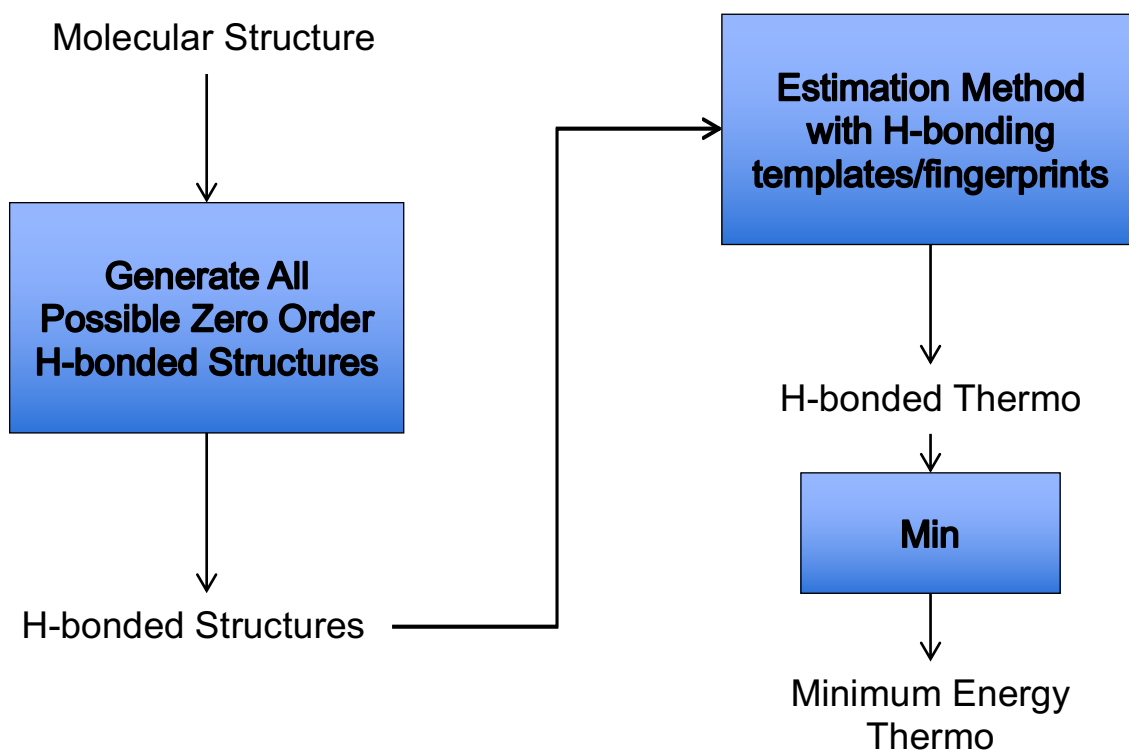 Molecular Structure
Generate All
Possible Zero Order
H-bonded Structures
H-bonded Structures
Estimation Method
with H-bonding
templates/fingerprints
H-bonded Thermo
Min
Minimum Energy
Thermo